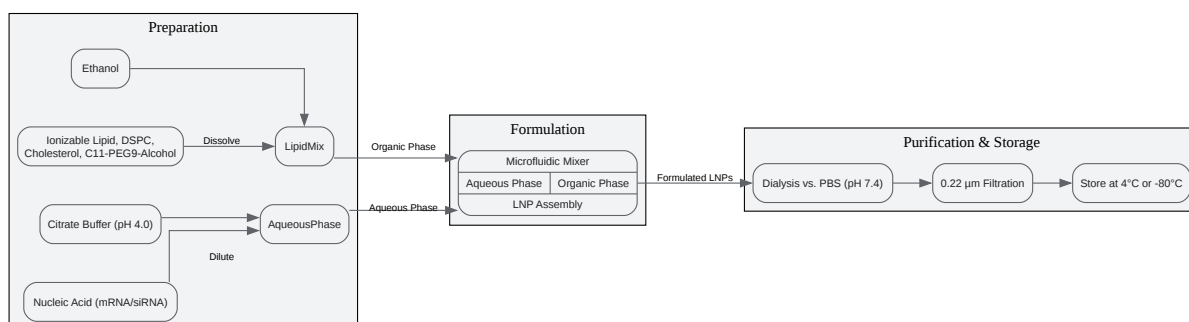 Preparation
Ethanol
Ionizable Lipid, DSPC,
Cholesterol, C11-PEG9-Alcohol
Dissolve
LipidMix
Citrate Buffer (pH 4.0)
AqueousPhase
Dilute
Nucleic Acid (mRNA/siRNA)
Organic Phase
Aqueous Phase
Formulation
Microfluidic Mixer
Aqueous Phase
Organic Phase
LNP Assembly
Formulated LNPs
Purification & Storage
Dialysis vs. PBS (pH 7.4)
0.22 µm Filtration
Store at 4°C or -80°C